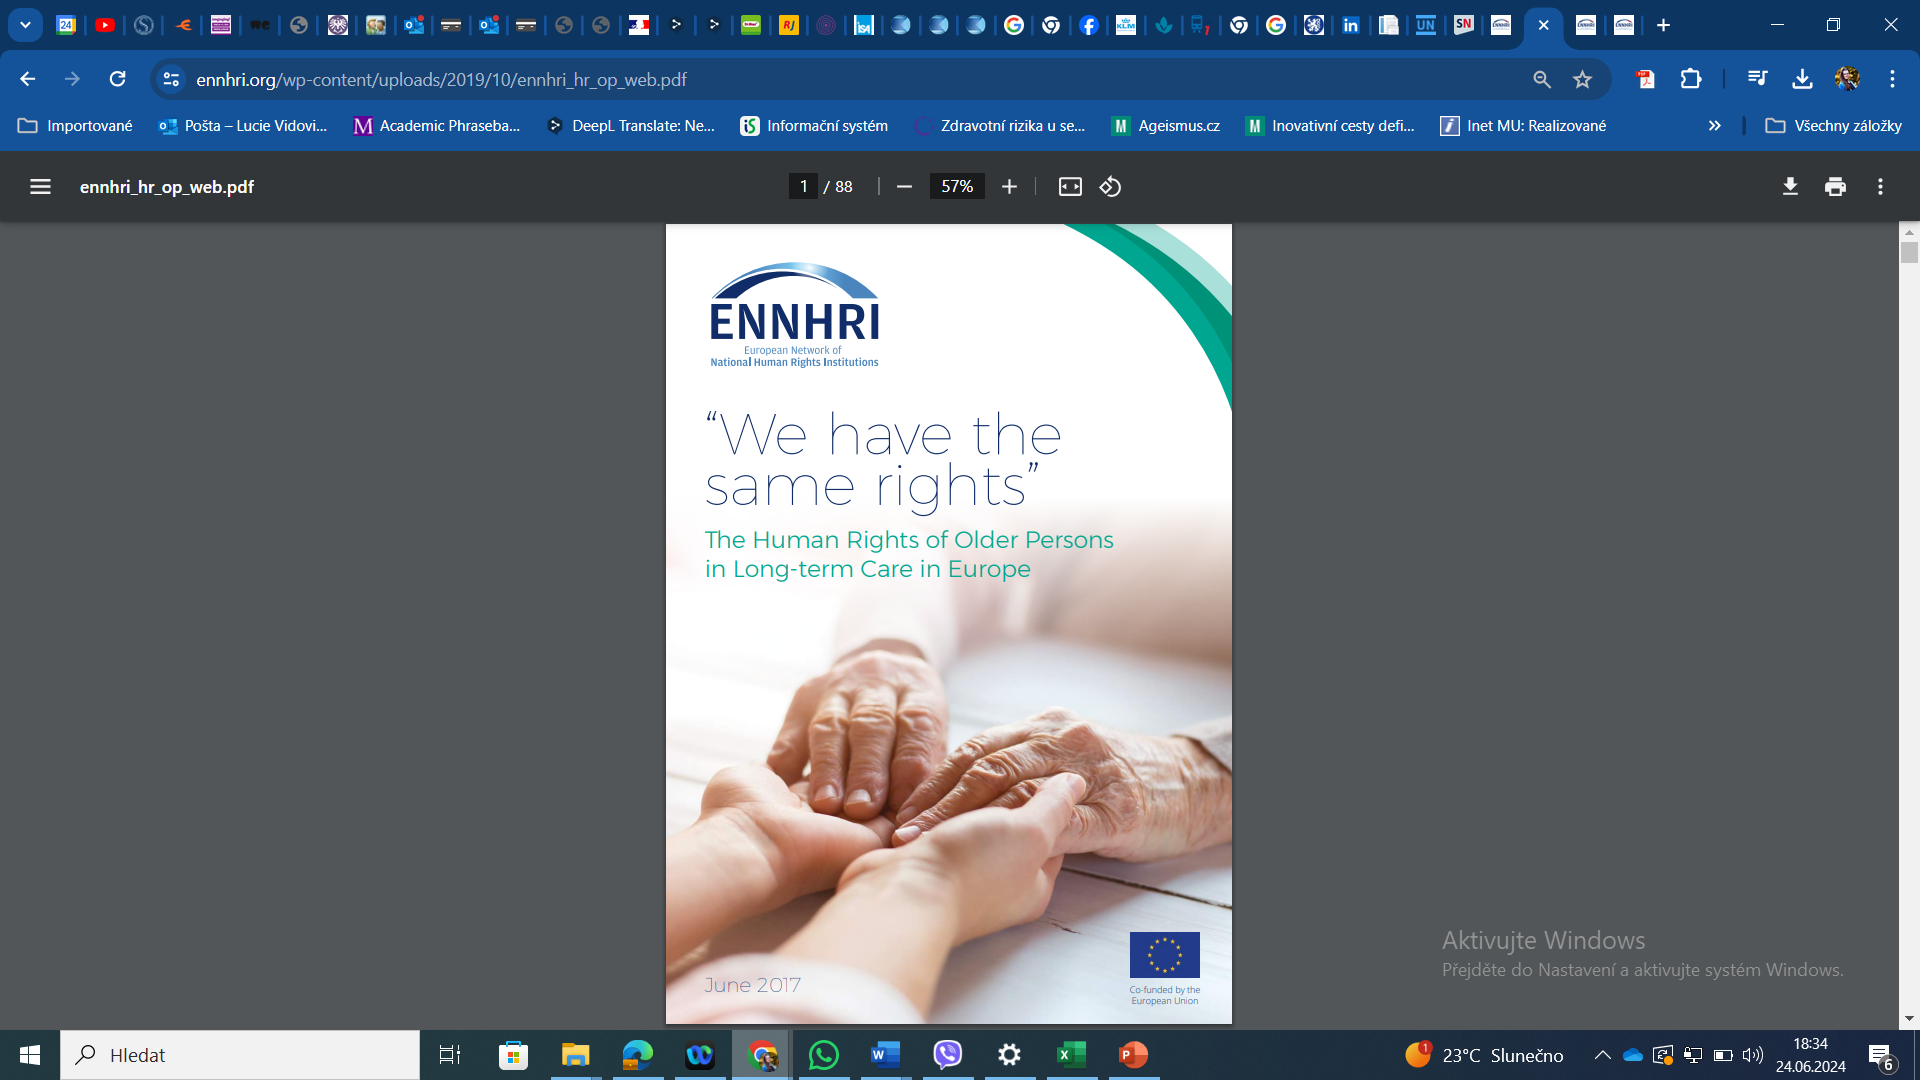 24
ennhri.org/wp-content/uploads/2019/10/ennhri_hr_op_web.pdf
Importované
Pošta – Lucie Vidovi...
Academic Phraseba...
DeepL Translate: Ne...
Informační systém
Zdravotní rizika u se...
Ageismus.cz
Inovativní cesty defi...
Inet MU: Realizované
Všechny záložky
ennhri_hr_op_web.pdf
1 / 88
57%
ENNHRI
European Network of
National Human Rights Institutions
“We have the
same rights”
The Human Rights of Older Persons
in Long-term Care in Europe
June 2017
Co-funded by the
European Union
Aktivujte Windows
Přejděte do Nastavení a aktivujte systém Windows.
Hledat
1
23°C Slunečno
18:34
24.06.2024
6